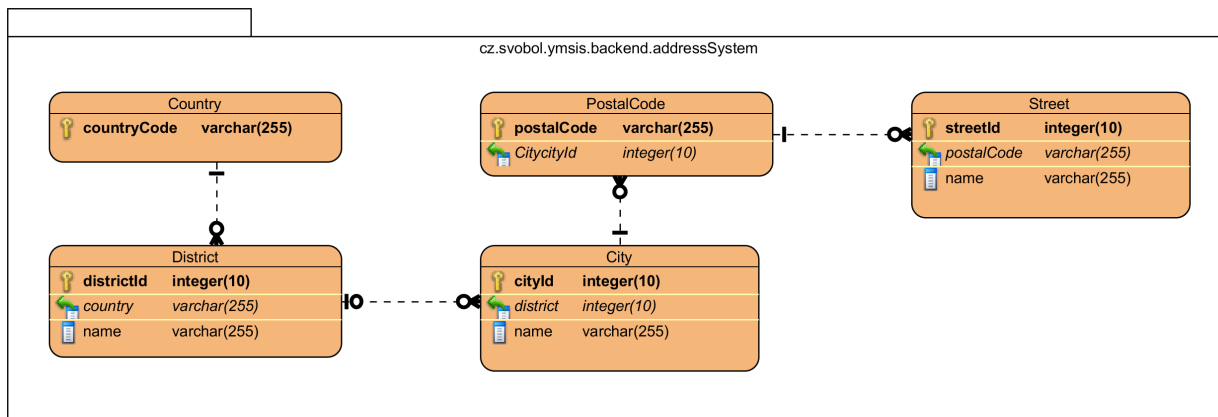 cz.svobol.ymsis.backend.addressSystem
Country
countryCode varchar(255)
PostalCode
postalCode varchar(255)
CitycityId integer(10)
Street
streetId integer(10)
postalCode varchar(255)
name varchar(255)
District
districtId integer(10)
country varchar(255)
name varchar(255)
City
cityId integer(10)
district integer(10)
name varchar(255)